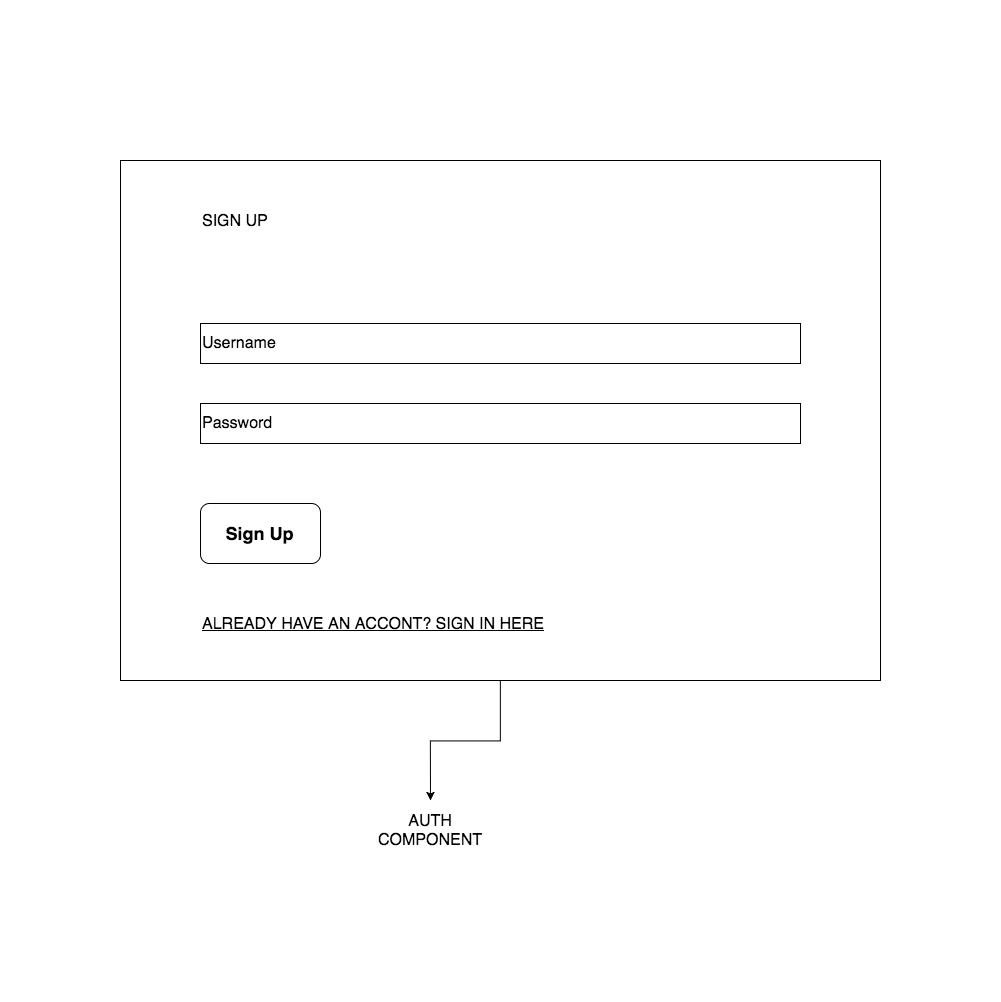 SIGN UP
Username
Password
Sign Up
ALREADY HAVE AN ACCONT? SIGN IN HERE
AUTH
COMPONENT